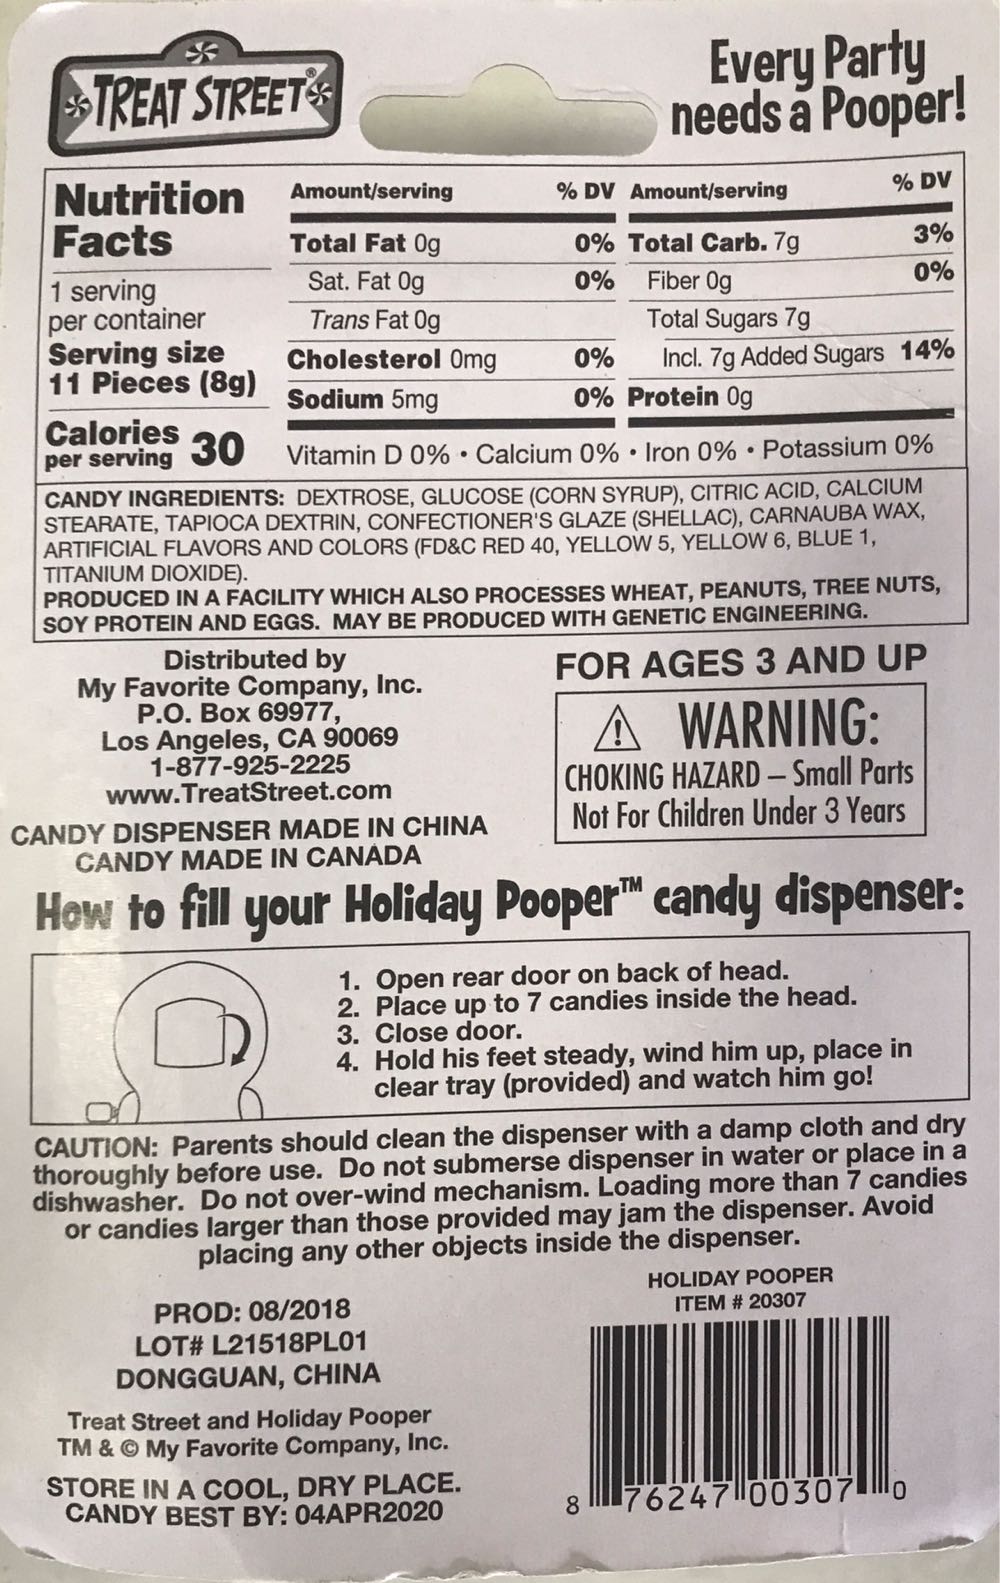 TREAT STREET®
Every Party
needs a Pooper!
Nutrition
Facts
1 serving
per container
Serving size
11 Pieces (8g)
Calories
per serving 30
Amount/serving % DV
Total Fat 0g 0%
Sat. Fat 0g 0%
Trans Fat 0g
Cholesterol 0mg 0%
Sodium 5mg 0%
Amount/serving % DV
Total Carb. 7g 3%
Fiber 0g 0%
Total Sugars 7g
Incl. 7g Added Sugars 14%
Protein 0g
Vitamin D 0% • Calcium 0% • Iron 0% • Potassium 0%
CANDY INGREDIENTS: DEXTROSE, GLUCOSE (CORN SYRUP), CITRIC ACID, CALCIUM
STEARATE, TAPIOCA DEXTRIN, CONFECTIONER'S GLAZE (SHELLAC), CARNAUBA WAX,
ARTIFICIAL FLAVORS AND COLORS (FD&C RED 40, YELLOW 5, YELLOW 6, BLUE 1,
TITANIUM DIOXIDE).
PRODUCED IN A FACILITY WHICH ALSO PROCESSES WHEAT, PEANUTS, TREE NUTS,
SOY PROTEIN AND EGGS. MAY BE PRODUCED WITH GENETIC ENGINEERING.
Distributed by
My Favorite Company, Inc.
P.O. Box 69977,
Los Angeles, CA 90069
1-877-925-2225
www.TreatStreet.com
CANDY DISPENSER MADE IN CHINA
CANDY MADE IN CANADA
FOR AGES 3 AND UP
⚠ WARNING:
CHOKING HAZARD – Small Parts
Not For Children Under 3 Years
How to fill your Holiday Pooper™ candy dispenser:
1. Open rear door on back of head.
2. Place up to 7 candies inside the head.
3. Close door.
4. Hold his feet steady, wind him up, place in
clear tray (provided) and watch him go!
CAUTION: Parents should clean the dispenser with a damp cloth and dry
thoroughly before use. Do not submerse dispenser in water or place in a
dishwasher. Do not over-wind mechanism. Loading more than 7 candies
or candies larger than those provided may jam the dispenser. Avoid
placing any other objects inside the dispenser.
PROD: 08/2018
LOT# L21518PL01
DONGGUAN, CHINA
Treat Street and Holiday Pooper
TM & © My Favorite Company, Inc.
STORE IN A COOL, DRY PLACE.
CANDY BEST BY: 04APR2020
HOLIDAY POOPER
ITEM # 20307
8 76247 00307 0